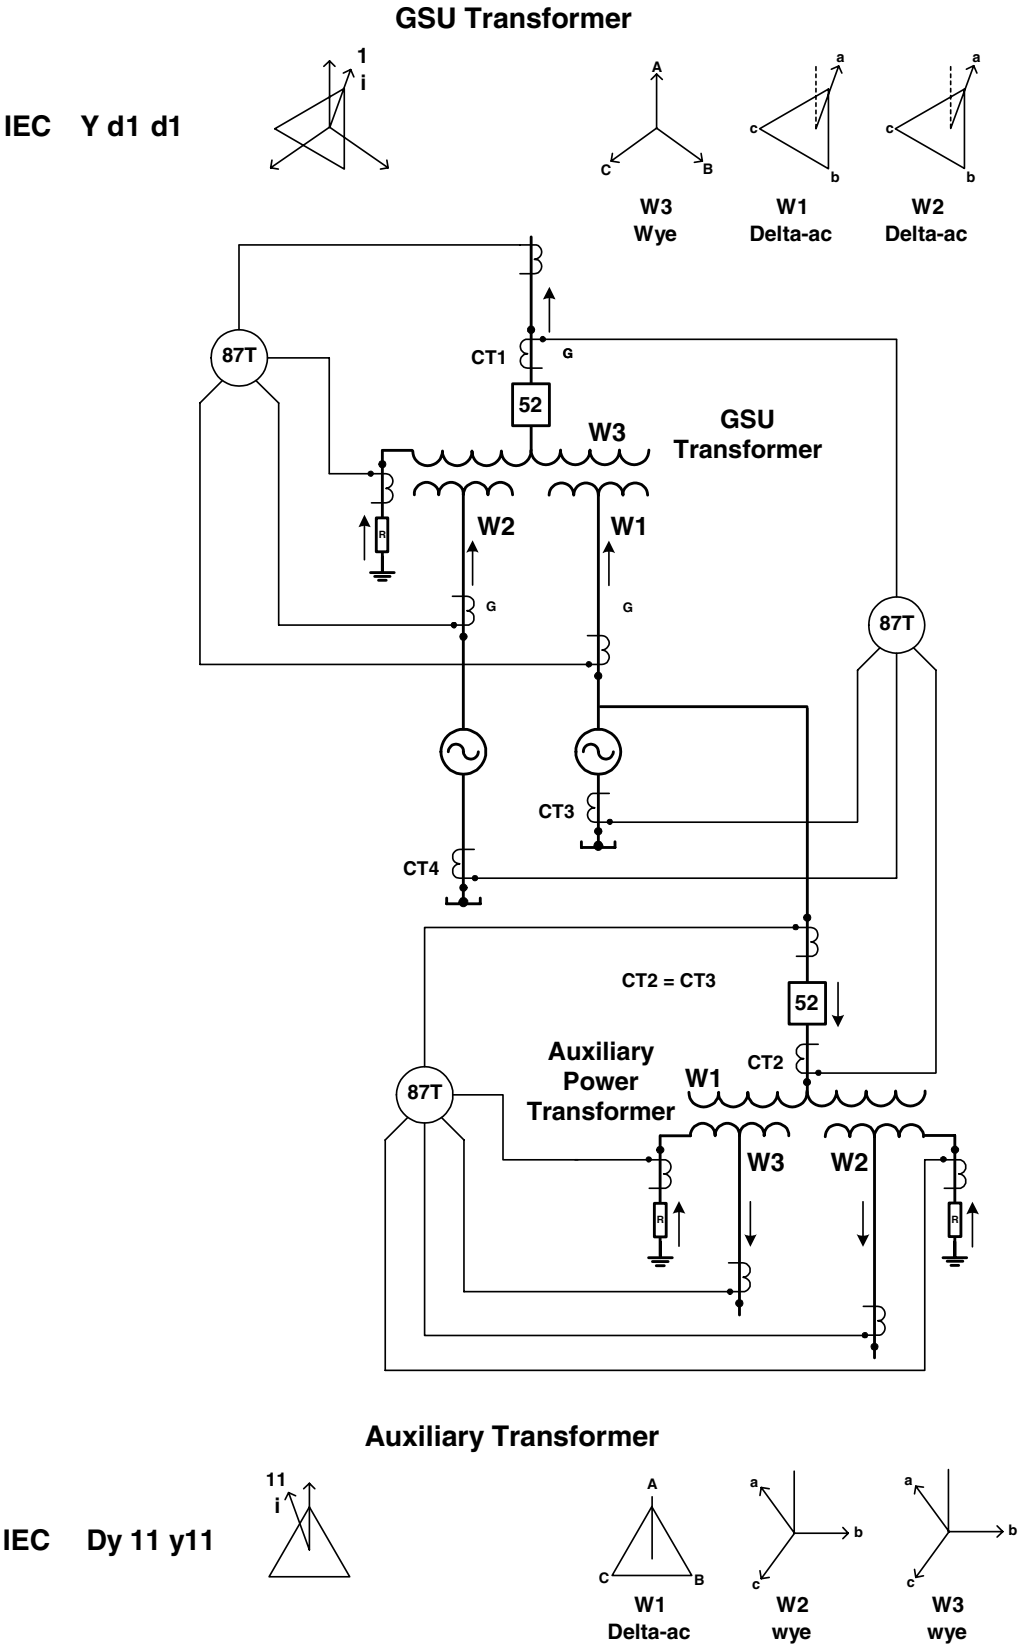 GSU Transformer
IEC Y d1 d1
1
i
A
C
B
W3
Wye
a
c
b
W1
Delta-ac
a
c
b
W2
Delta-ac
87T
CT1
G
52
W3
GSU
Transformer
R
W2
W1
G
G
87T
CT3
CT4
CT2 = CT3
52
Auxiliary
Power
Transformer
CT2
W1
87T
W3
W2
R
R
Auxiliary Transformer
IEC Dy 11 y11
11
i
A
C
B
W1
Delta-ac
a
b
c
W2
wye
a
b
c
W3
wye